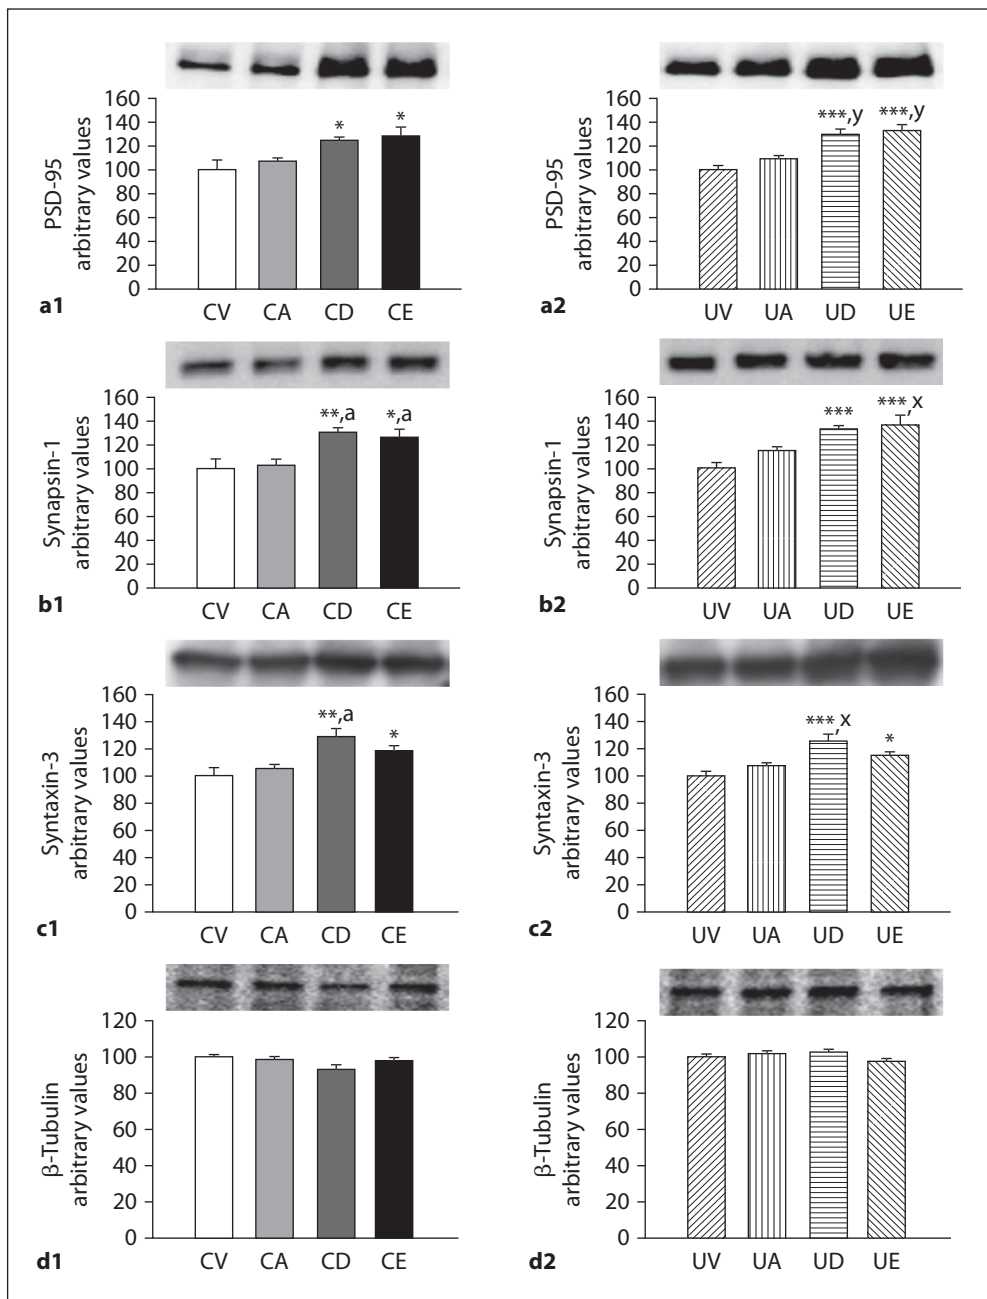 160
140
120
100
80
60
40
20
0
PSD-95
arbitrary values
*
*
CV CA CD CE
a1
160
140
120
100
80
60
40
20
0
PSD-95
arbitrary values
***,y
***,y
UV UA UD UE
a2
160
140
120
100
80
60
40
20
0
Synapsin-1
arbitrary values
**,a
*,a
CV CA CD CE
b1
160
140
120
100
80
60
40
20
0
Synapsin-1
arbitrary values
***
***,x
UV UA UD UE
b2
160
140
120
100
80
60
40
20
0
Syntaxin-3
arbitrary values
**,a
*
CV CA CD CE
c1
160
140
120
100
80
60
40
20
0
Syntaxin-3
arbitrary values
***,x
*
UV UA UD UE
c2
120
100
80
60
40
20
0
β-Tubulin
arbitrary values
CV CA CD CE
d1
120
100
80
60
40
20
0
β-Tubulin
arbitrary values
UV UA UD UE
d2